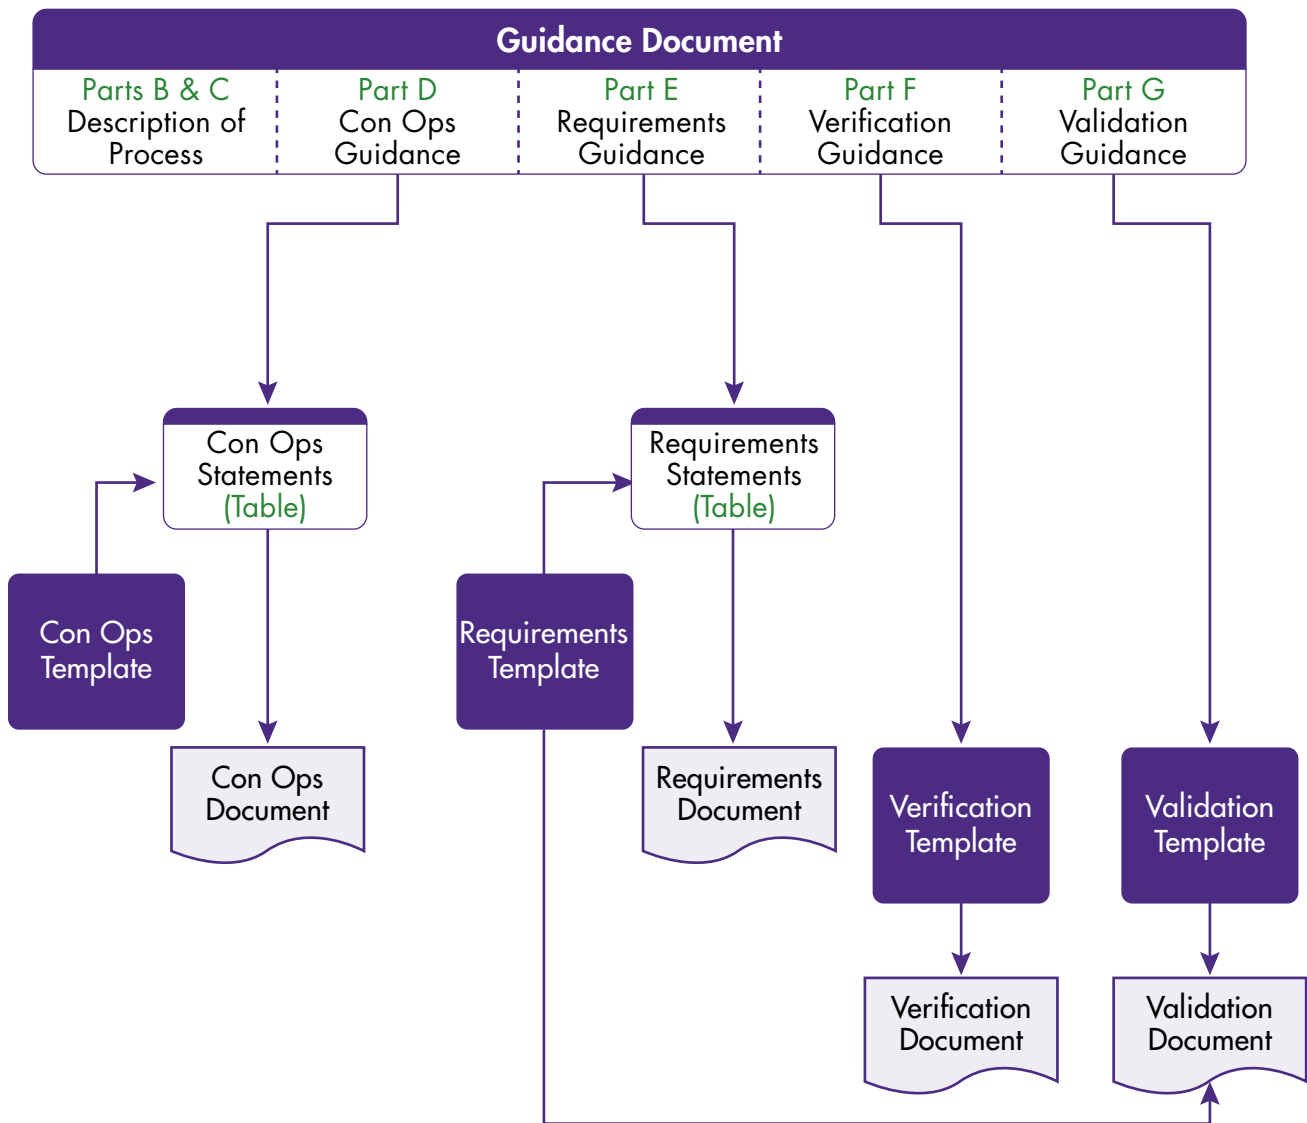 Guidance Document
Parts B & C
Description of
Process
Part D
Con Ops
Guidance
Part E
Requirements
Guidance
Part F
Verification
Guidance
Part G
Validation
Guidance
Con Ops
Statements
(Table)
Requirements
Statements
(Table)
Con Ops
Template
Requirements
Template
Con Ops
Document
Requirements
Document
Verification
Template
Validation
Template
Verification
Document
Validation
Document